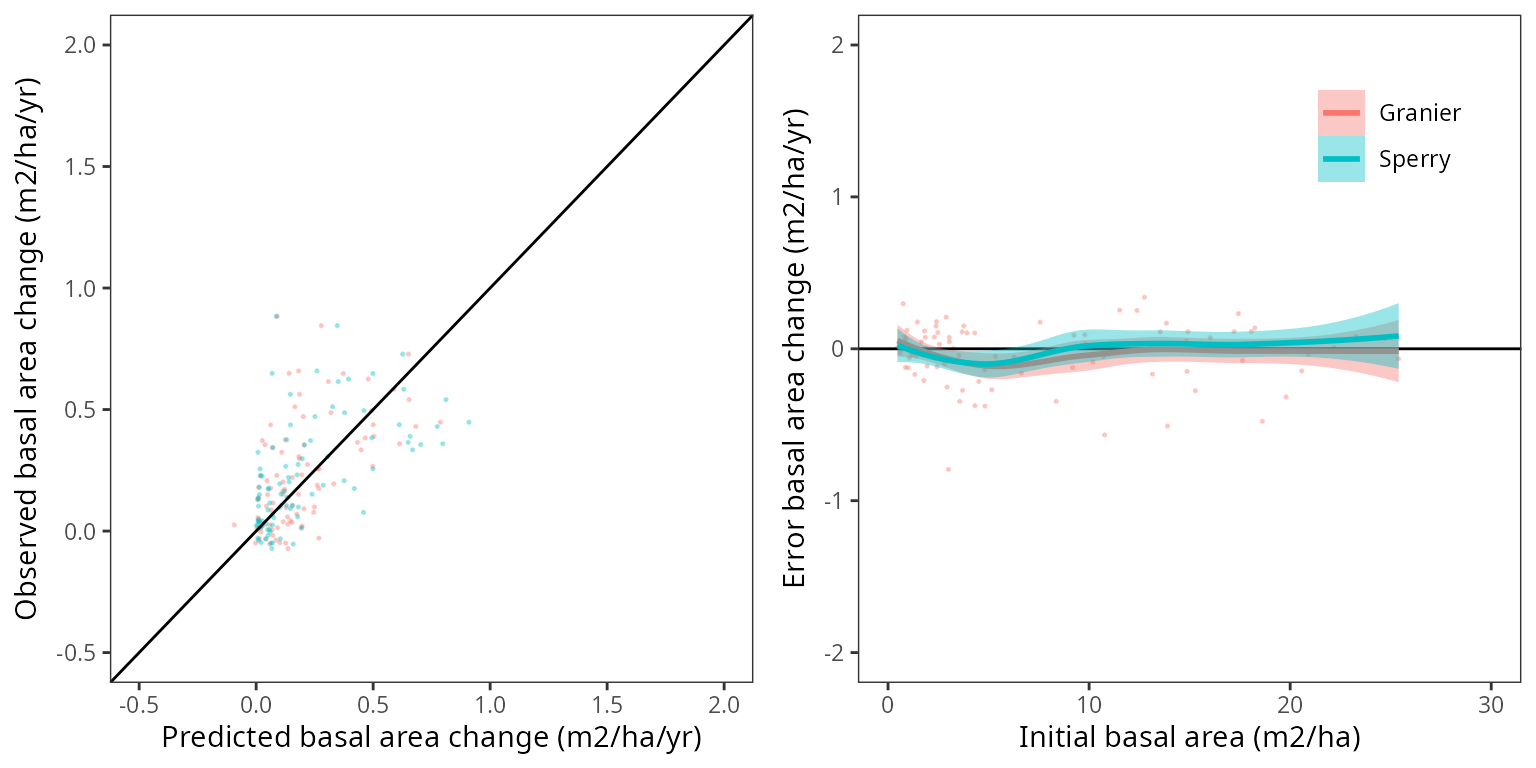 Observed basal area change (m2/ha/yr)
2.0
1.5
1.0
0.5
0.0
-0.5
-0.5 0.0 0.5 1.0 1.5 2.0
Predicted basal area change (m2/ha/yr)
Error basal area change (m2/ha/yr)
2
1
0
-1
-2
Granier
Sperry
0 10 20 30
Initial basal area (m2/ha)